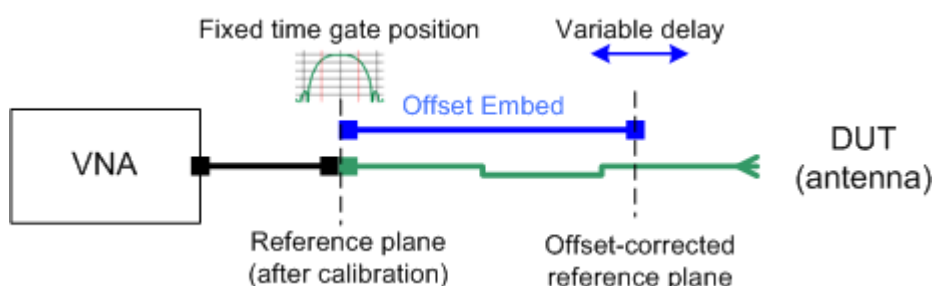 Fixed time gate position
Variable delay
Offset Embed
VNA
DUT
(antenna)
Reference plane
(after calibration)
Offset-corrected
reference plane